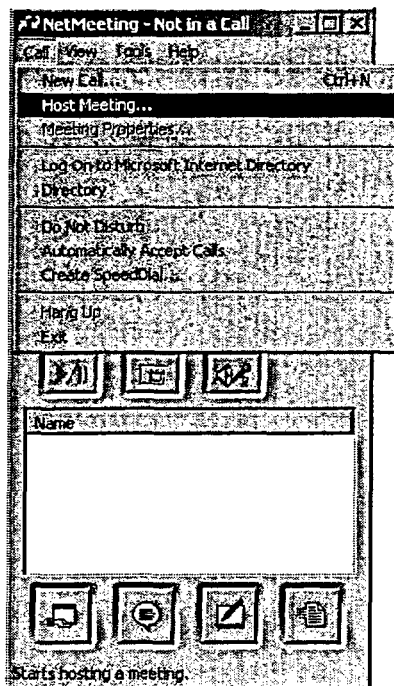 NetMeeting - Not in a Call
Call View Tools Help
New Call... Ctrl+N
Host Meeting...
Meeting Properties...
Log On to Microsoft Internet Directory
Directory...
Do Not Disturb
Automatically Accept Calls
Create SpeedDial...
Hang Up
Exit
Name
Starts hosting a meeting.